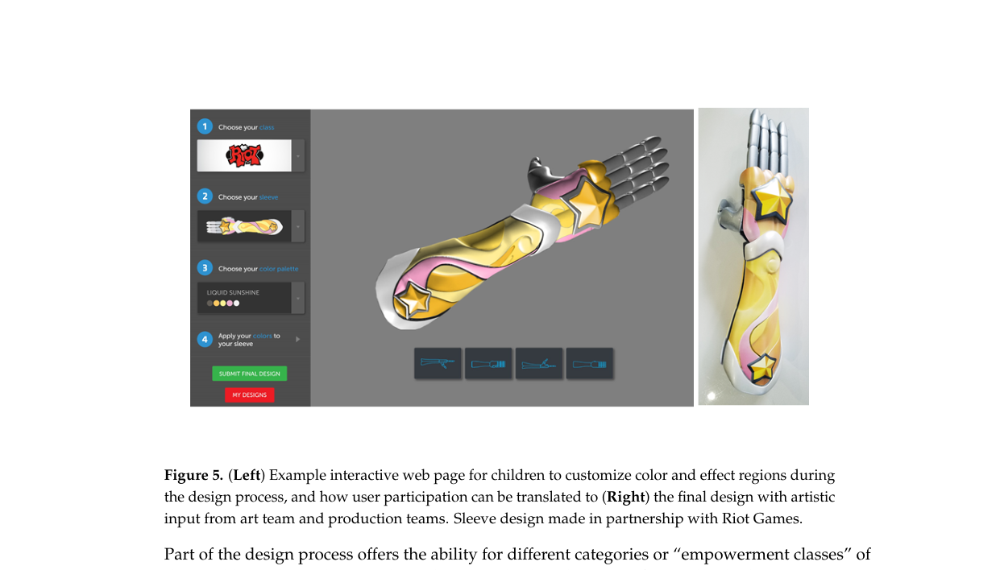 1 Choose your class
RIOT
2 Choose your sleeve
3 Choose your color palette
LIQUID SUNSHINE
4 Apply your colors to
your sleeve
SUBMIT FINAL DESIGN
MY DESIGNS
Figure 5. (Left) Example interactive web page for children to customize color and effect regions during
the design process, and how user participation can be translated to (Right) the final design with artistic
input from art team and production teams. Sleeve design made in partnership with Riot Games.
Part of the design process offers the ability for different categories or “empowerment classes” of